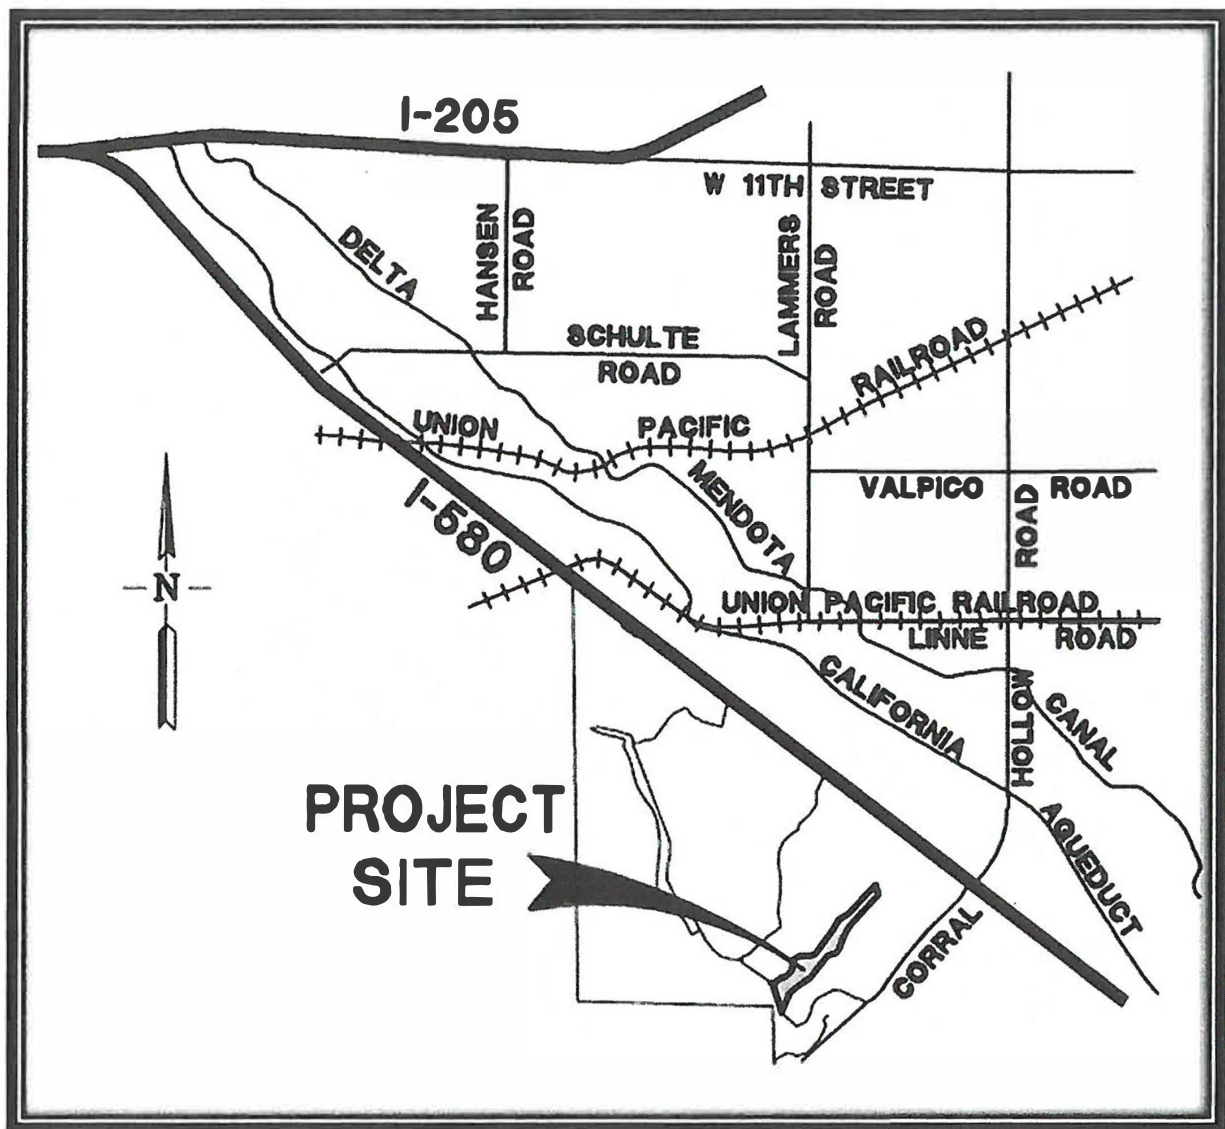 I-205
W 11TH STREET
HANSEN
ROAD
LAMMERS
ROAD
DELTA
SCHULTE
ROAD
RAILROAD
UNION PACIFIC
MENDOTA
VALPICO ROAD
I-580
ROAD
N
UNION PACIFIC RAILROAD
LINNE ROAD
CALIFORNIA
HOLLOW
CANAL
PROJECT
SITE
AQUEDUCT
CORRAL